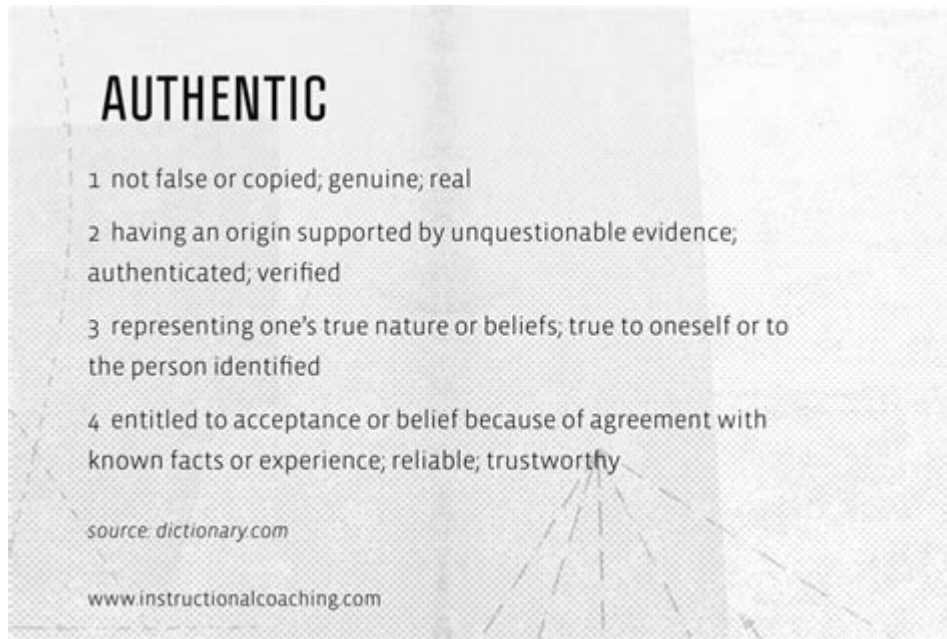 AUTHENTIC
1 not false or copied; genuine; real
2 having an origin supported by unquestionable evidence;
authenticated; verified
3 representing one’s true nature or beliefs; true to oneself or to
the person identified
4 entitled to acceptance or belief because of agreement with
known facts or experience; reliable; trustworthy
source: dictionary.com
www.instructionalcoaching.com